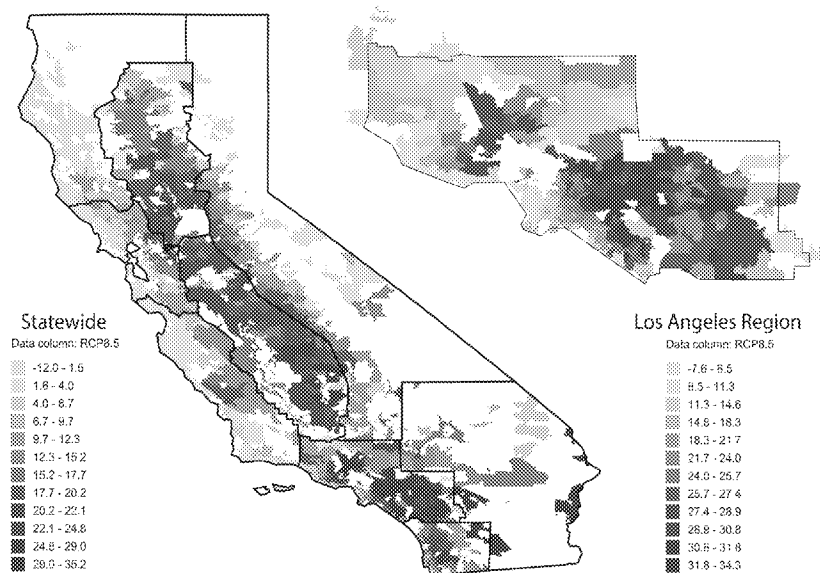 Statewide
Data column: RCP8.5
-12.0 - 1.5
1.6 - 4.0
4.0 - 6.7
6.7 - 9.7
9.7 - 12.3
12.3 - 15.2
15.2 - 17.7
17.7 - 20.2
20.2 - 22.1
22.1 - 24.8
24.8 - 29.0
29.0 - 35.2
Los Angeles Region
Data column: RCP8.5
-7.6 - 8.5
8.5 - 11.3
11.3 - 14.6
14.6 - 18.3
18.3 - 21.7
21.7 - 24.0
24.0 - 25.7
25.7 - 27.4
27.4 - 28.9
28.9 - 30.8
30.8 - 31.8
31.8 - 34.3